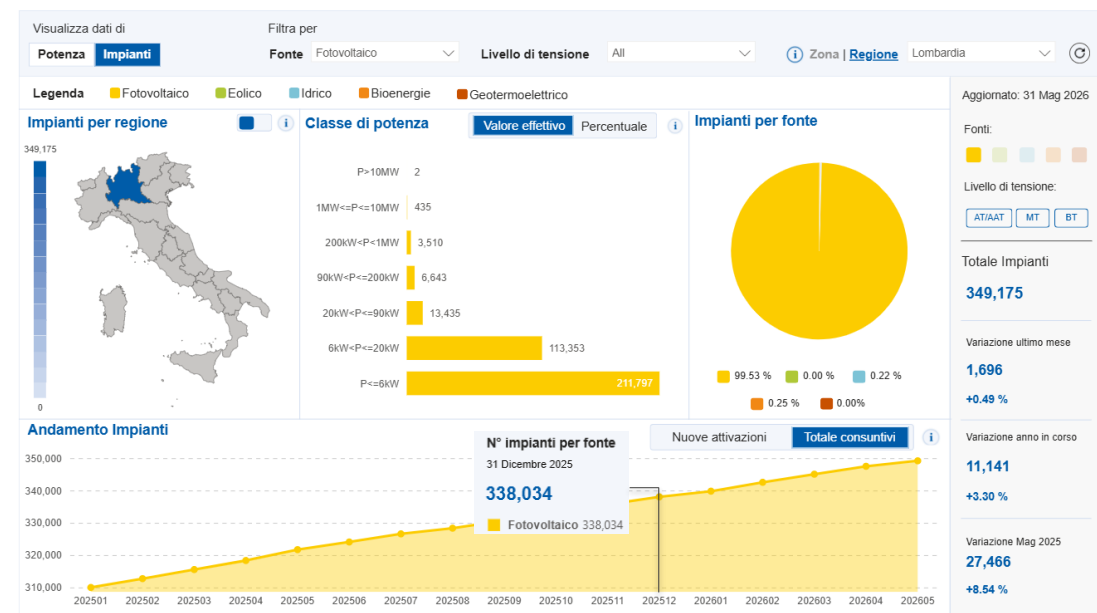 Visualizza dati di
Filtra per
Potenza Impianti
Fonte Fotovoltaico
Livello di tensione All
i Zona | Regione Lombardia
Legenda Fotovoltaico Eolico Idrico Bioenergie Geotermoelettrico
Impianti per regione i
349,175
0
Classe di potenza Valore effettivo Percentuale i
P>10MW 2
1MW<=P<=10MW 435
200kW<P<1MW 3,510
90kW<P<=200kW 6,643
20kW<P<=90kW 13,435
6kW<P<=20kW 113,353
P<=6kW 211,797
Impianti per fonte
99.53 % 0.00 % 0.22 %
0.25 % 0.00%
Andamento Impianti
Nuove attivazioni Totale consuntivi i
350,000
340,000
330,000
320,000
310,000
N° impianti per fonte
31 Dicembre 2025
338,034
Fotovoltaico 338,034
202501 202502 202503 202504 202505 202506 202507 202508 202509 202510 202511 202512 202601 202602 202603 202604 202605
Aggiornato: 31 Mag 2026
Fonti:
Livello di tensione:
AT/AAT MT BT
Totale Impianti
349,175
Variazione ultimo mese
1,696
+0.49 %
Variazione anno in corso
11,141
+3.30 %
Variazione Mag 2025
27,466
+8.54 %